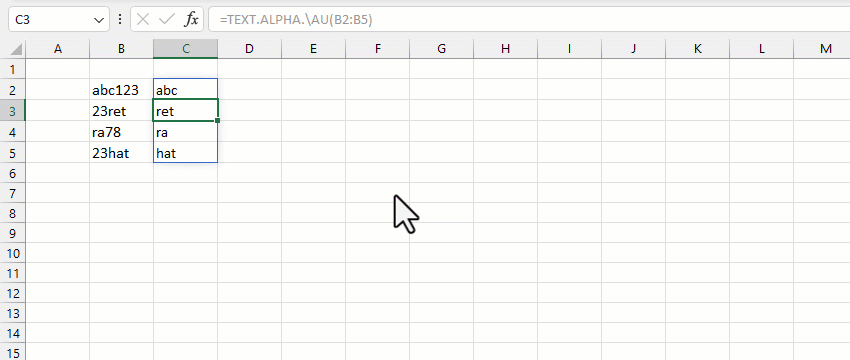 C3 fx =TEXT.ALPHA.\AU(B2:B5)
A B C D E F G H I J K L M
1
2 abc123 abc
3 23ret ret
4 ra78 ra
5 23hat hat
6
7
8
9
10
11
12
13
14
15